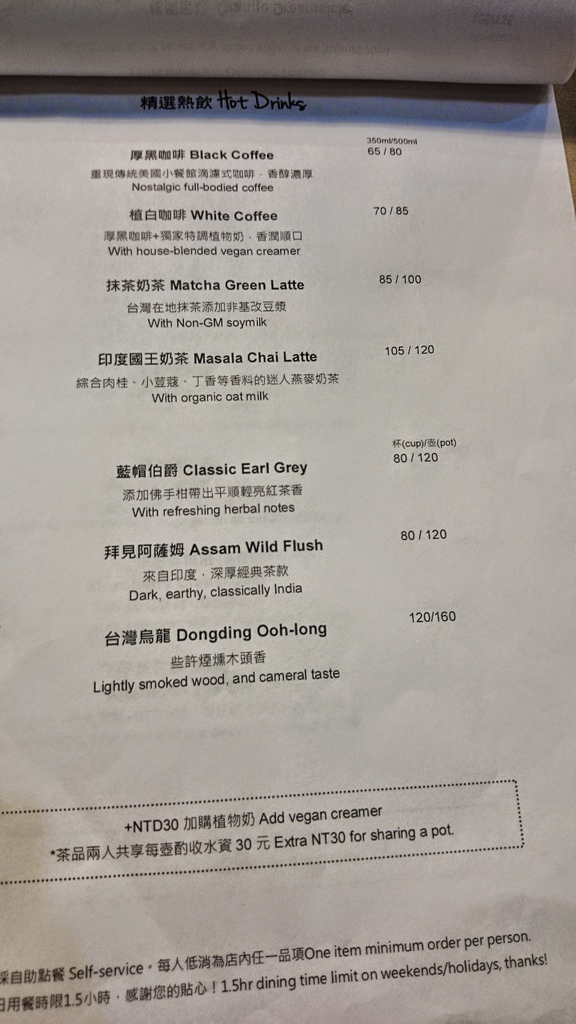 精選熱飲 Hot Drinks
350ml/500ml
厚黑咖啡 Black Coffee 65 / 80
重現傳統美國小餐館滴濾式咖啡，香醇濃厚
Nostalgic full-bodied coffee
植白咖啡 White Coffee 70 / 85
厚黑咖啡+獨家特調植物奶，香潤順口
With house-blended vegan creamer
抹茶奶茶 Matcha Green Latte 85 / 100
台灣在地抹茶添加非基改豆漿
With Non-GM soymilk
印度國王奶茶 Masala Chai Latte 105 / 120
綜合肉桂、小荳蔻、丁香等香料的迷人燕麥奶茶
With organic oat milk
杯(cup)/壺(pot)
藍帽伯爵 Classic Earl Grey 80 / 120
添加佛手柑帶出平順輕亮紅茶香
With refreshing herbal notes
拜見阿薩姆 Assam Wild Flush 80 / 120
來自印度，深厚經典茶款
Dark, earthy, classically India
台灣烏龍 Dongding Ooh-long 120/160
些許煙燻木頭香
Lightly smoked wood, and cameral taste
+NTD30 加購植物奶 Add vegan creamer
*茶品兩人共享每壺酌收水資 30 元 Extra NT30 for sharing a pot.
採自助點餐 Self-service。每人低消為店內任一品項One item minimum order per person.
日用餐時限1.5小時，感謝您的貼心！1.5hr dining time limit on weekends/holidays, thanks!